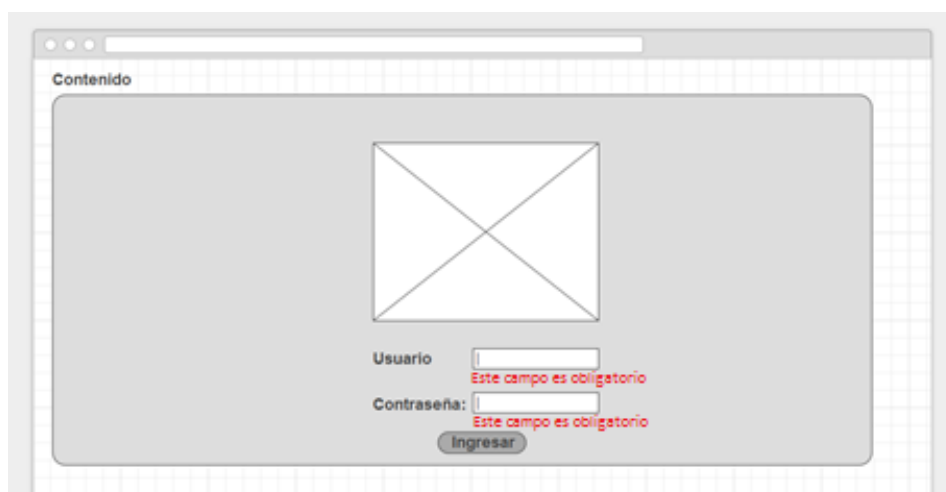 Contenido
Usuario
Este campo es obligatorio
Contraseña:
Este campo es obligatorio
Ingresar